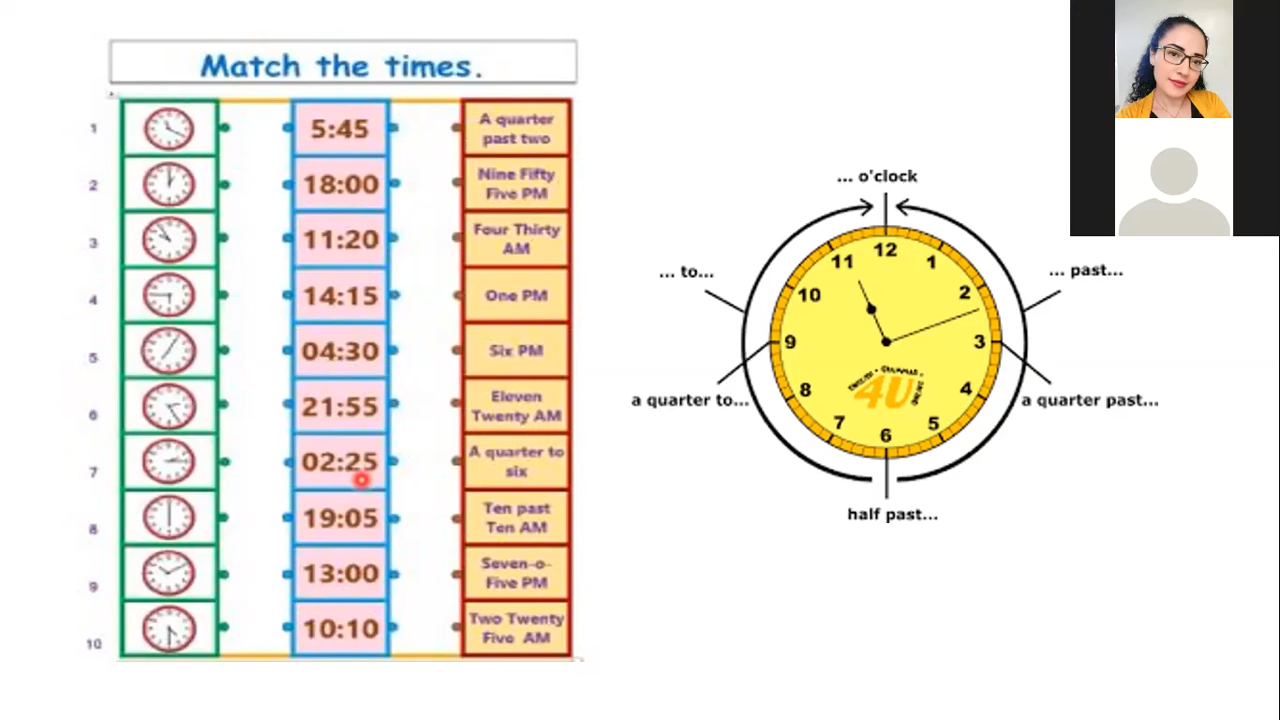 Match the times.
1
5:45
A quarter
past two
2
18:00
Nine Fifty
Five PM
3
11:20
Four Thirty
AM
4
14:15
One PM
5
04:30
Six PM
6
21:55
Eleven
Twenty AM
7
02:25
A quarter to
six
8
19:05
Ten past
Ten AM
9
13:00
Seven-o-
Five PM
10
10:10
Two Twenty
Five AM
... o'clock
... to...
... past...
12
11
1
10
2
9
3
8
4
7
5
6
4U
a quarter to...
a quarter past...
half past...